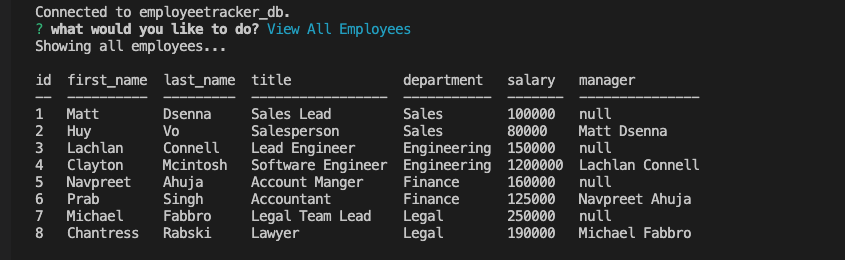 Connected to employeetracker_db.
? what would you like to do? View All Employees
Showing all employees...
id first_name last_name title department salary manager
-- ---------- --------- ----------------- ----------- ------- ---------------
1 Matt Dsenna Sales Lead Sales 100000 null
2 Huy Vo Salesperson Sales 80000 Matt Dsenna
3 Lachlan Connell Lead Engineer Engineering 150000 null
4 Clayton Mcintosh Software Engineer Engineering 1200000 Lachlan Connell
5 Navpreet Ahuja Account Manger Finance 160000 null
6 Prab Singh Accountant Finance 125000 Navpreet Ahuja
7 Michael Fabbro Legal Team Lead Legal 250000 null
8 Chantress Rabski Lawyer Legal 190000 Michael Fabbro